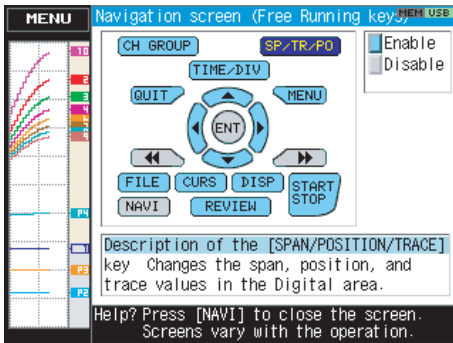 MENU
Navigation screen (Free Running keys)
MEM USB
CH GROUP
SP/TR/PO
Enable
Disable
TIME/DIV
QUIT
MENU
ENT
FILE
CURS
DISP
START
STOP
NAVI
REVIEW
10
2
3
4
P4
1
P3
P2
Description of the [SPAN/POSITION/TRACE]
key Changes the span, position, and
trace values in the Digital area.
Help? Press [NAVI] to close the screen.
Screens vary with the operation.